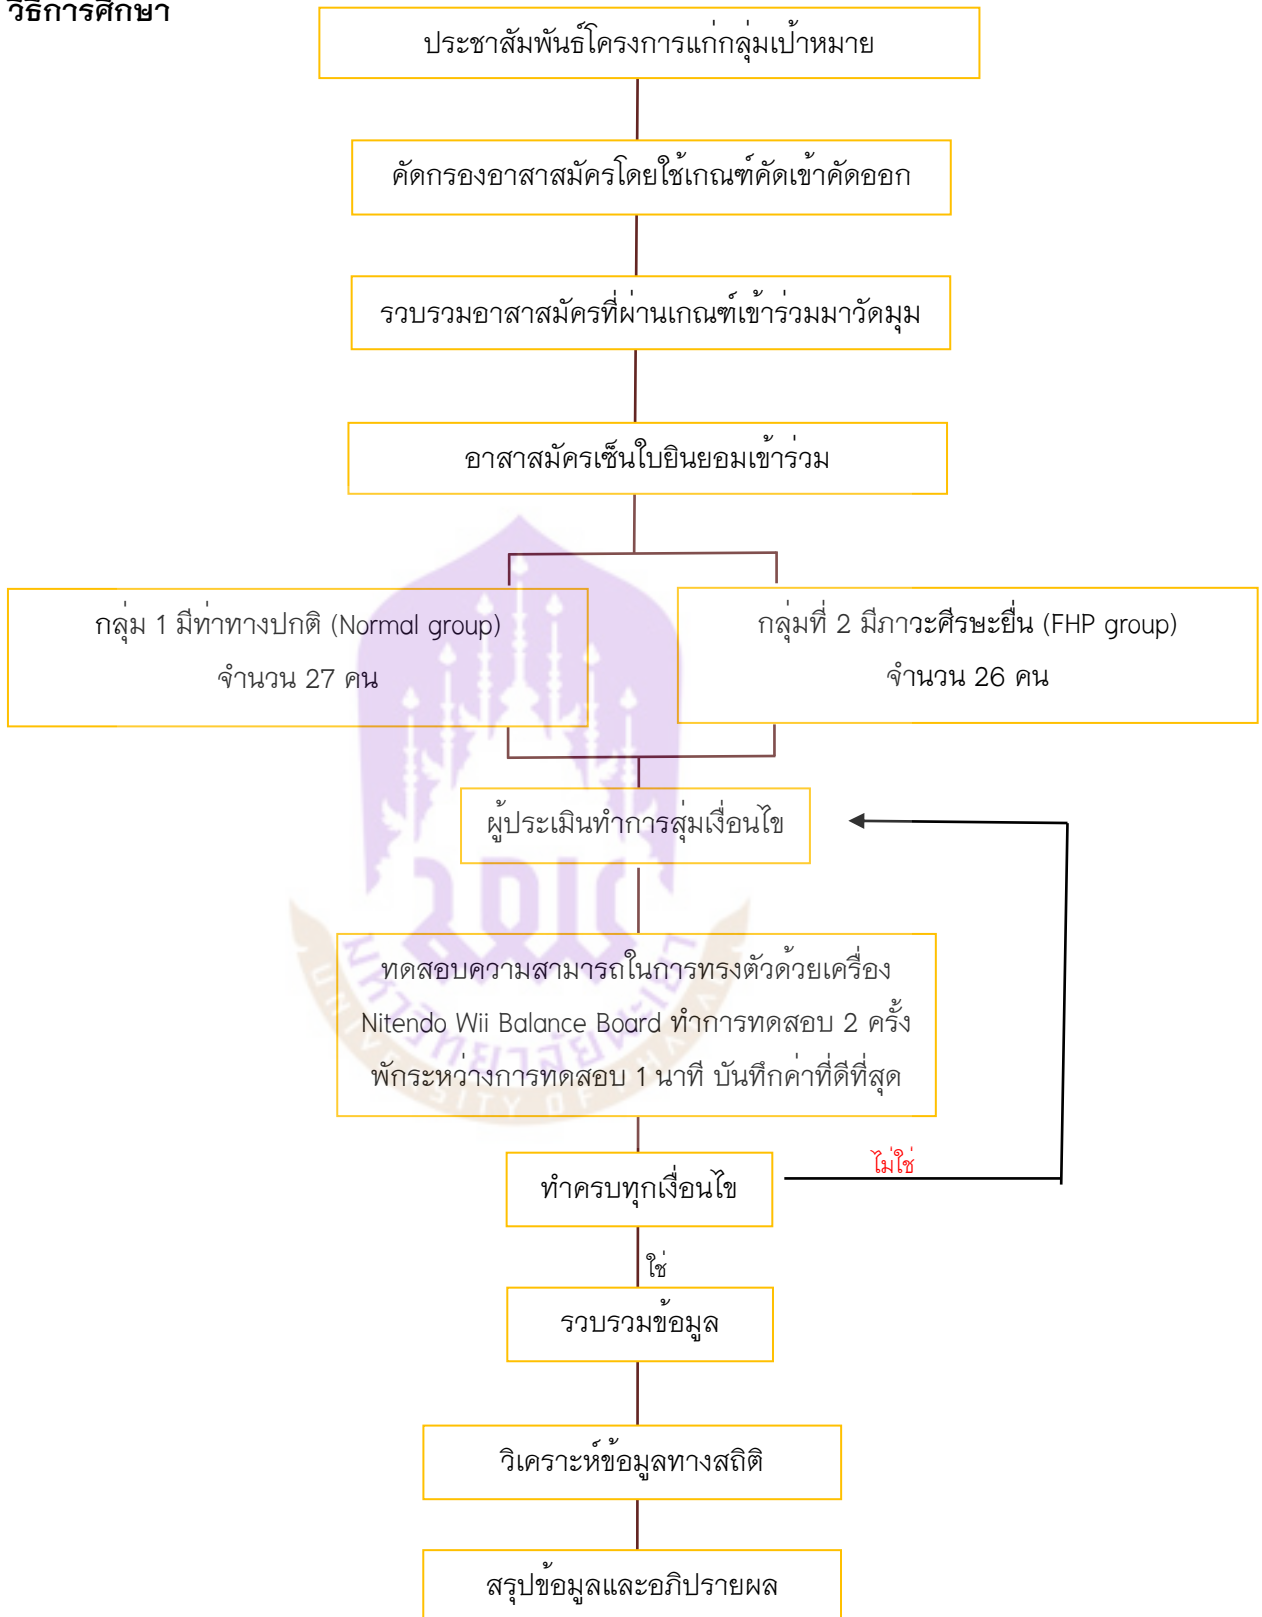 วิธีการศึกษา
ประชาสัมพันธ์โครงการแก่กลุ่มเป้าหมาย
คัดกรองอาสาสมัครโดยใช้เกณฑ์คัดเข้าคัดออก
รวบรวมอาสาสมัครที่ผ่านเกณฑ์เข้าร่วมมาวัดมุม
อาสาสมัครเซ็นใบยินยอมเข้าร่วม
กลุ่ม 1 มีท่าทางปกติ (Normal group)
จำนวน 27 คน
กลุ่มที่ 2 มีภาวะศีรษะยื่น (FHP group)
จำนวน 26 คน
ผู้ประเมินทำการสุ่มเงื่อนไข
ทดสอบความสามารถในการทรงตัวด้วยเครื่อง
Nitendo Wii Balance Board ทำการทดสอบ 2 ครั้ง
พักระหว่างการทดสอบ 1 นาที บันทึกค่าที่ดีที่สุด
มหาวิทยาลัยพะเยา
UNIVERSITY OF PHAYAO
ทำครบทุกเงื่อนไข
ไม่ใช่
ใช่
รวบรวมข้อมูล
วิเคราะห์ข้อมูลทางสถิติ
สรุปข้อมูลและอภิปรายผล